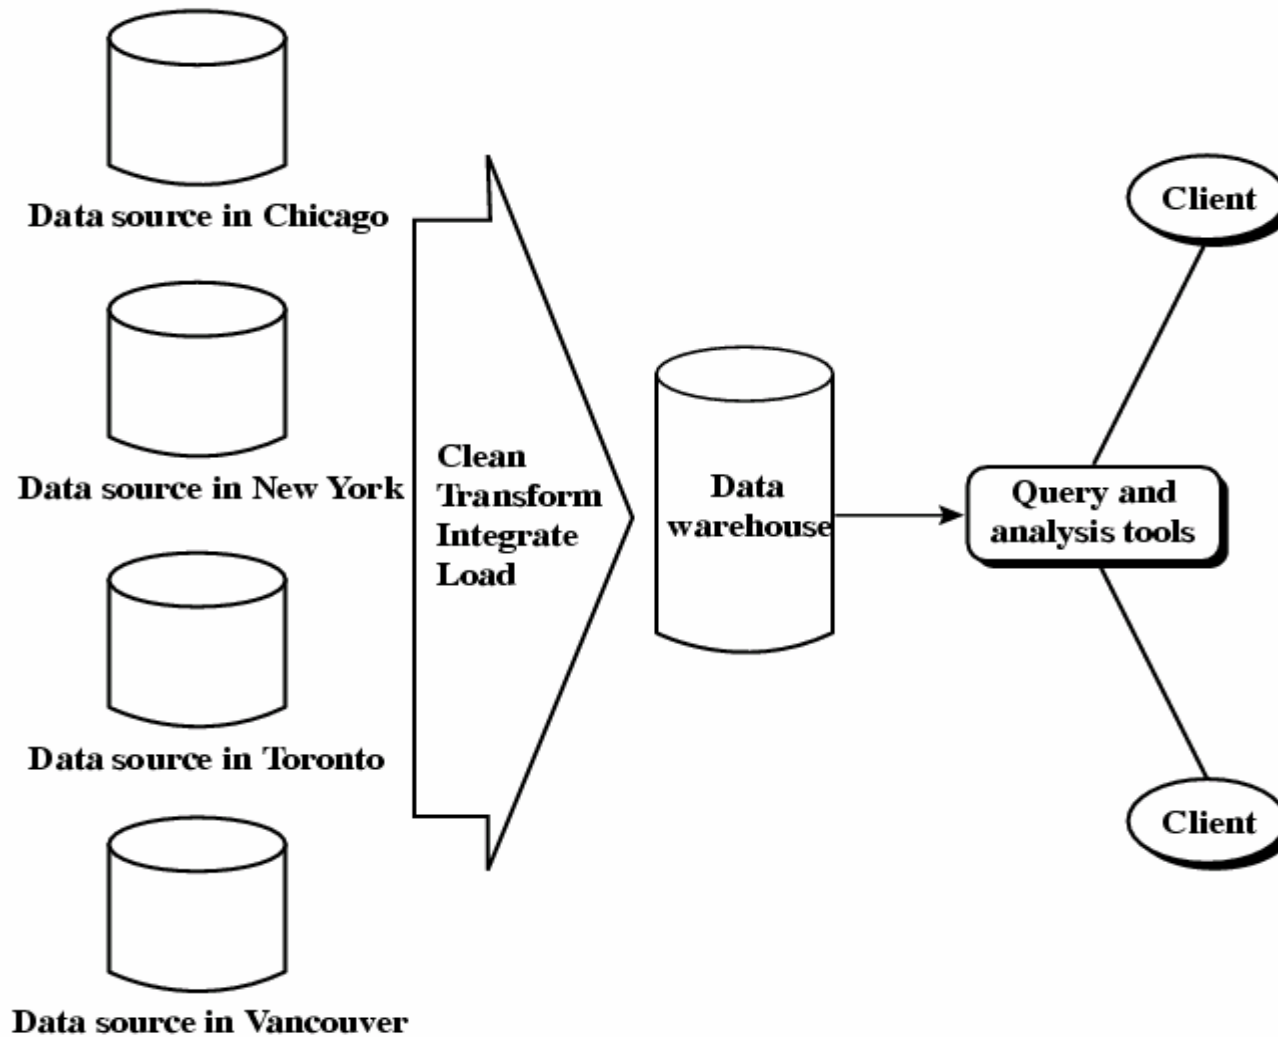 Data source in Chicago
Data source in New York
Data source in Toronto
Data source in Vancouver
Clean
Transform
Integrate
Load
Data
warehouse
Query and
analysis tools
Client
Client